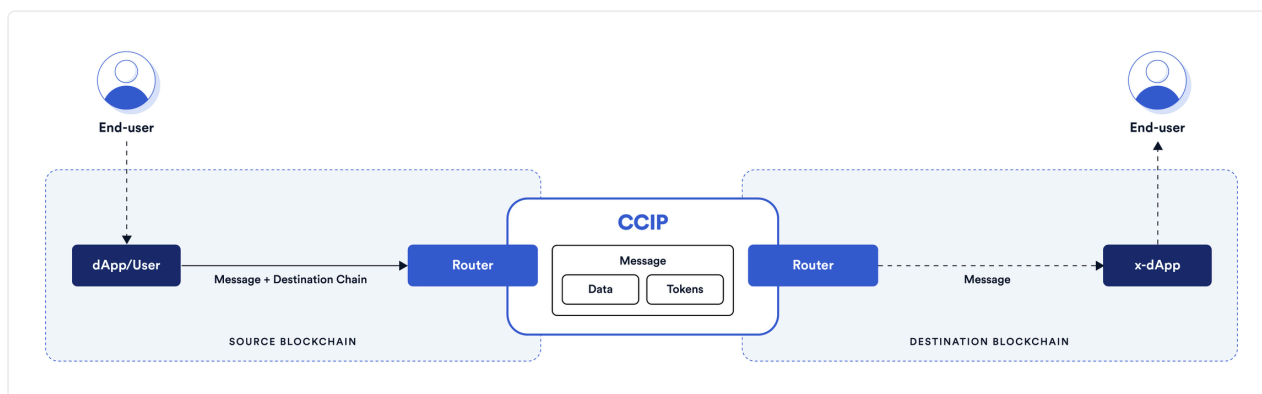 End-user
End-user
CCIP
dApp/User
Message + Destination Chain
Router
Message
Data
Tokens
Router
Message
x-dApp
SOURCE BLOCKCHAIN
DESTINATION BLOCKCHAIN